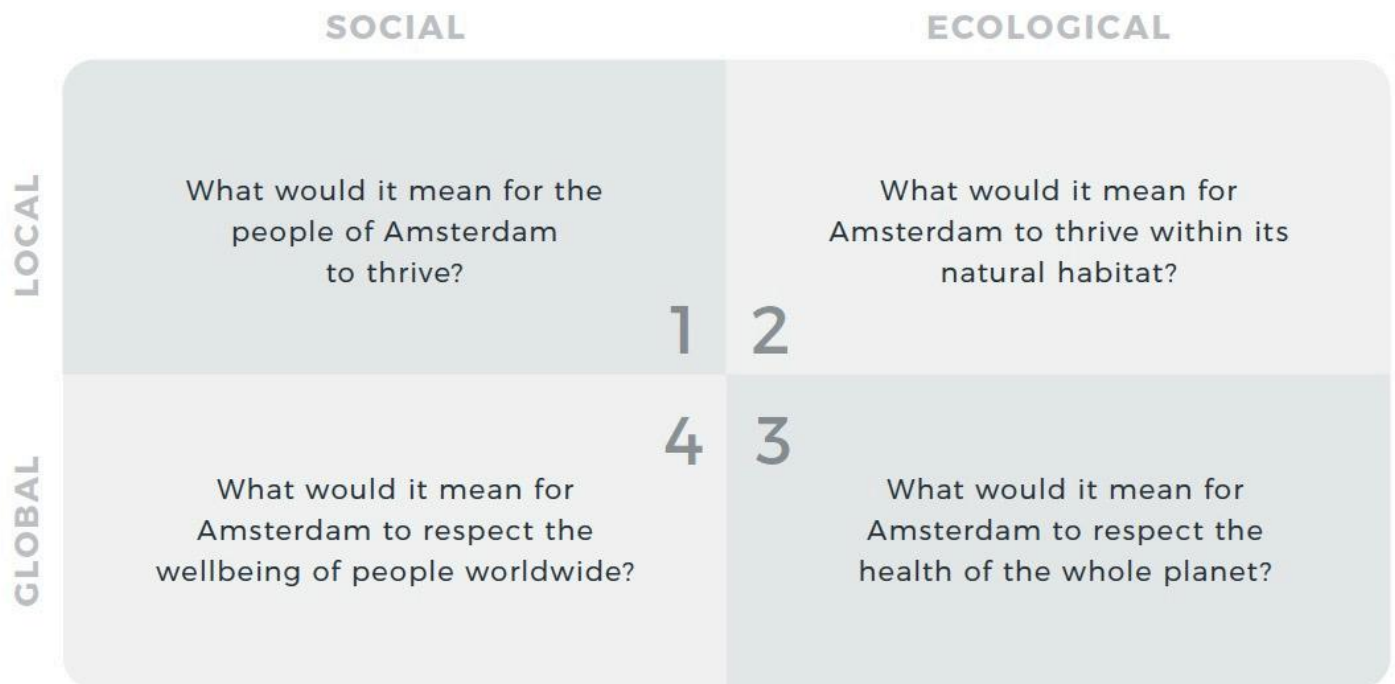 SOCIAL
ECOLOGICAL
LOCAL
What would it mean for the
people of Amsterdam
to thrive?
1
What would it mean for
Amsterdam to thrive within its
natural habitat?
2
GLOBAL
4
What would it mean for
Amsterdam to respect the
wellbeing of people worldwide?
3
What would it mean for
Amsterdam to respect the
health of the whole planet?